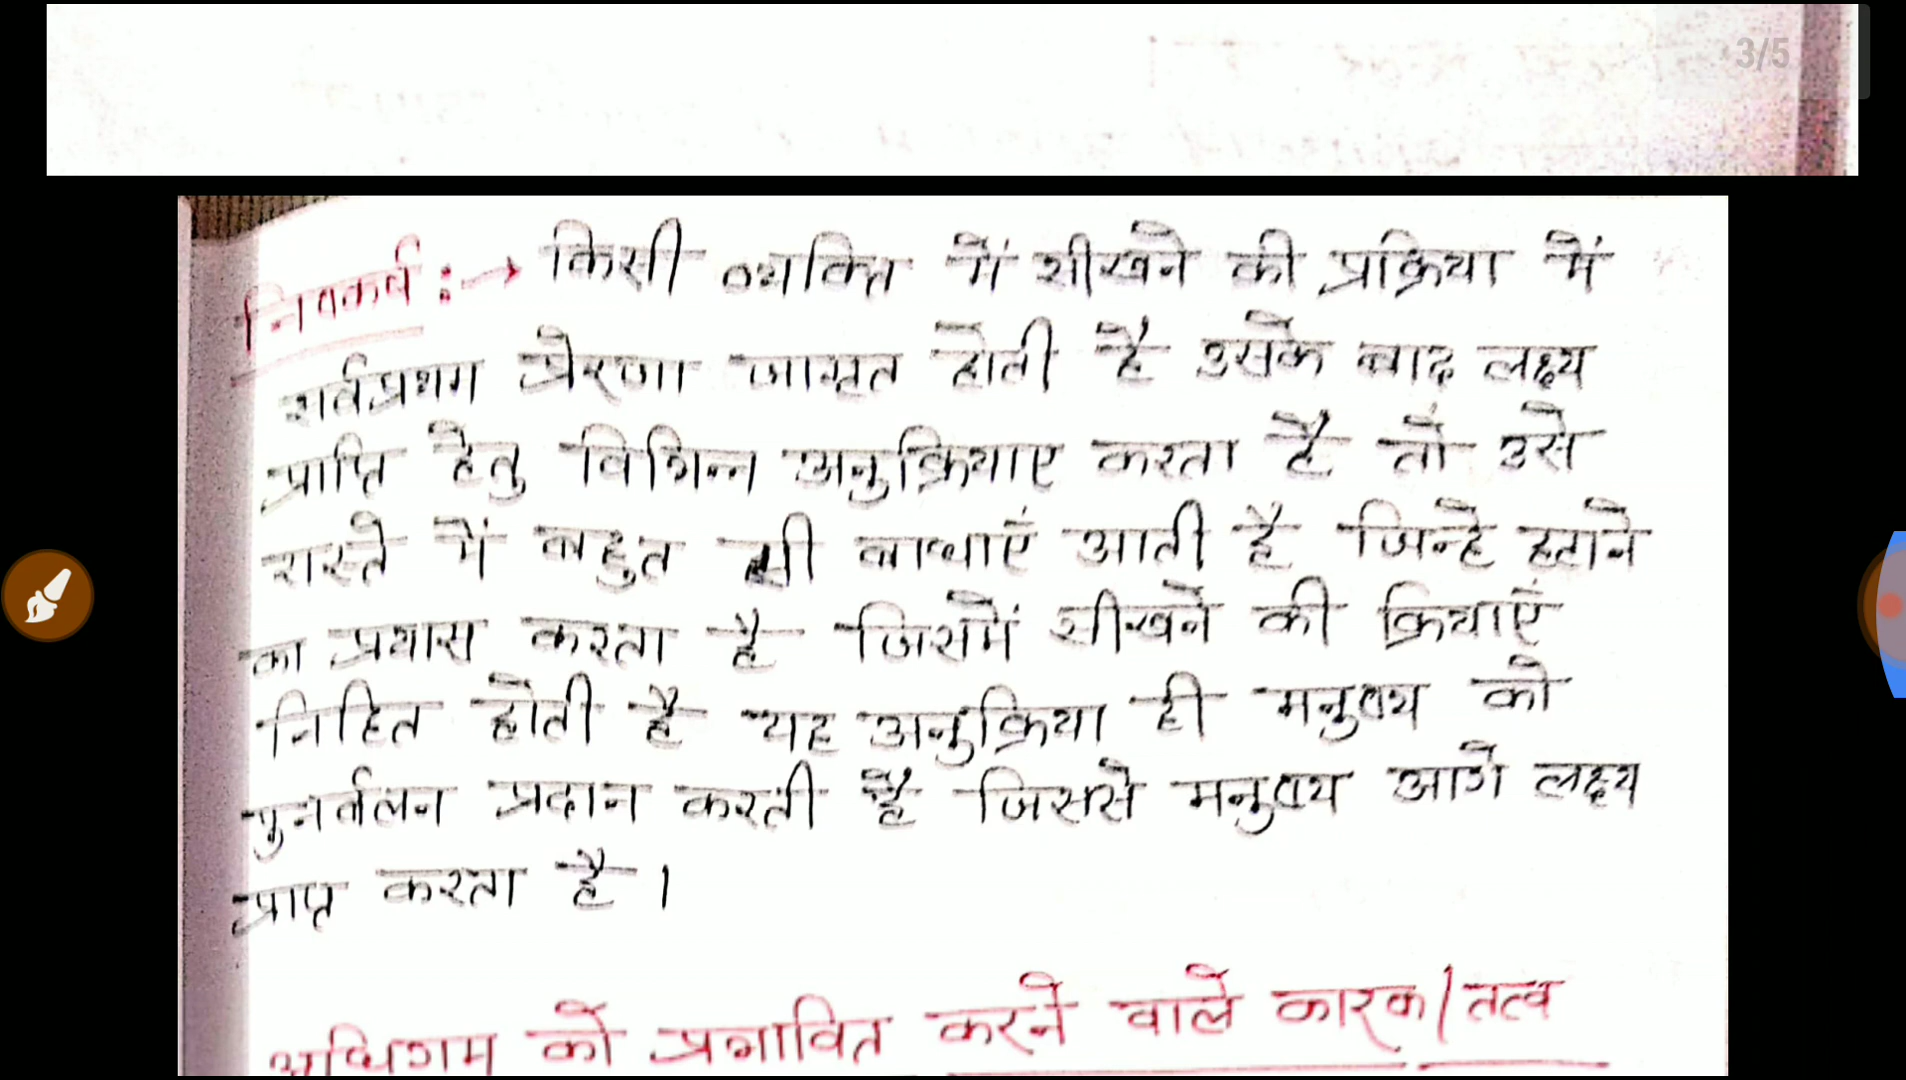 3/5
निष्कर्ष :→ किसी व्यक्ति में सीखने की प्रक्रिया में
सर्वप्रथम प्रेरणा जाग्रत होती है उसके बाद लक्ष्य
प्राप्ति हेतु विभिन्न अनुक्रियाए करता है तो उसे
रास्ते में बहुत सी बाधाएं आती है जिन्हे हटाने
का प्रयास करता है जिसमें सीखने की क्रियाएं
निहित होती है यह अनुक्रिया ही मनुष्य को
पुनर्बलन प्रदान करती है जिससे मनुष्य आगे लक्ष्य
प्राप्त करता है ।
अधिगम को प्रभावित करने वाले कारक/तत्व